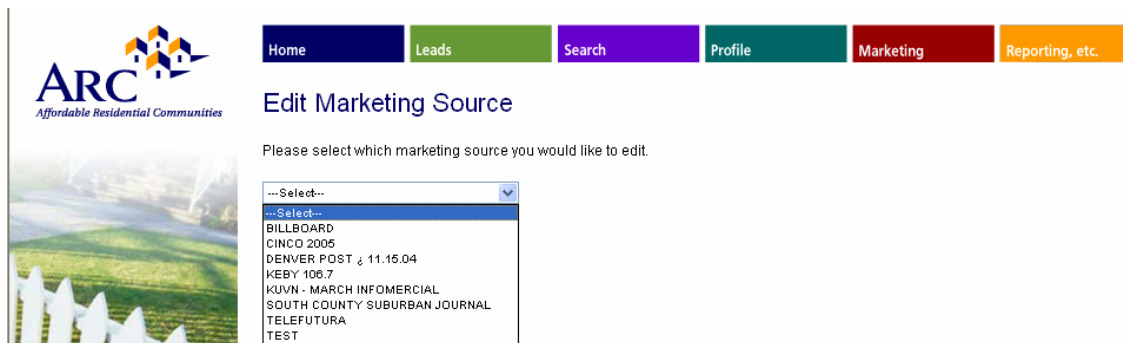 ARC
Affordable Residential Communities
Home
Leads
Search
Profile
Marketing
Reporting, etc.
Edit Marketing Source
Please select which marketing source you would like to edit.
---Select---
---Select---
BILLBOARD
CINCO 2005
DENVER POST ¿ 11.15.04
KEBY 106.7
KUVN - MARCH INFOMERCIAL
SOUTH COUNTY SUBURBAN JOURNAL
TELEFUTURA
TEST